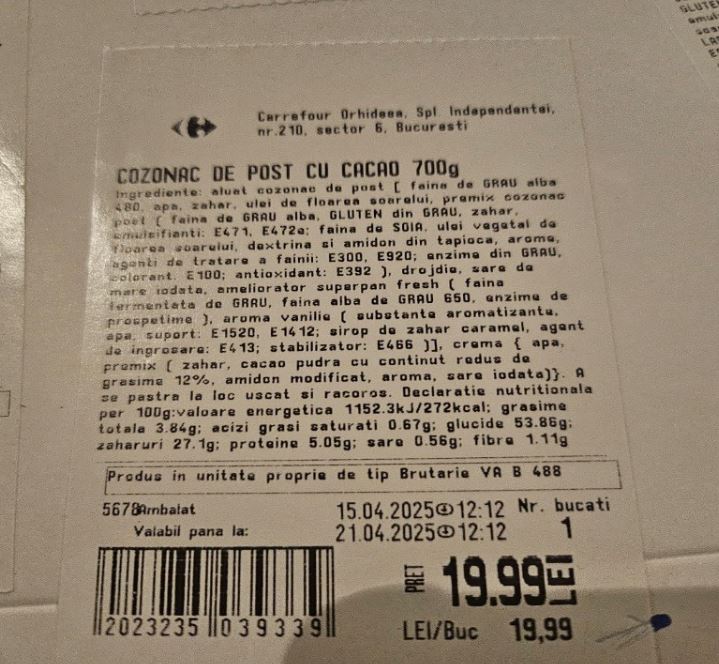 Carrefour Orhideea, Spl. Independentei,
nr.210, sector 6, Bucuresti
COZONAC DE POST CU CACAO 700g
Ingrediente: aluat cozonac de post [ faina de GRAU alba
480, apa, zahar, ulei de floarea soarelui, premix cozonac
post ( faina de GRAU alba, GLUTEN din GRAU, zahar,
emulsifianti: E471, E472e; faina de SOIA, ulei vegetal de
floarea soarelui, dextrina si amidon din tapioca, arome,
agenti de tratare a fainii: E300, E920; enzime din GRAU,
colorant: E100; antioxidant: E392 ), drojdie, sare de
mare iodata, ameliorator superpan fresh ( faina
fermentata de GRAU, faina alba de GRAU 650, enzime de
prospetime ), aroma vanilie ( substante aromatizante,
apa, suport: E1520, E1412; sirop de zahar caramel, agent
de ingrosare: E413; stabilizator: E466 )], crema { apa,
premix ( zahar, cacao pudra cu continut redus de
grasime 12%, amidon modificat, aroma, sare iodata)}. A
se pastra la loc uscat si racoros. Declaratie nutritionala
per 100g:valoare energetica 1152.3kJ/272kcal; grasime
totala 3.84g; acizi grasi saturati 0.67g; glucide 53.86g;
zaharuri 27.1g; proteine 5.05g; sare 0.56g; fibre 1.11g
Produs in unitate proprie de tip Brutarie VA B 488
5678Ambalat 15.04.2025 12:12 Nr. bucati
Valabil pana la: 21.04.2025 12:12 1
PRET 19.99 LEI
2023235 039339
LEI/Buc 19,99
GLUTE
emul